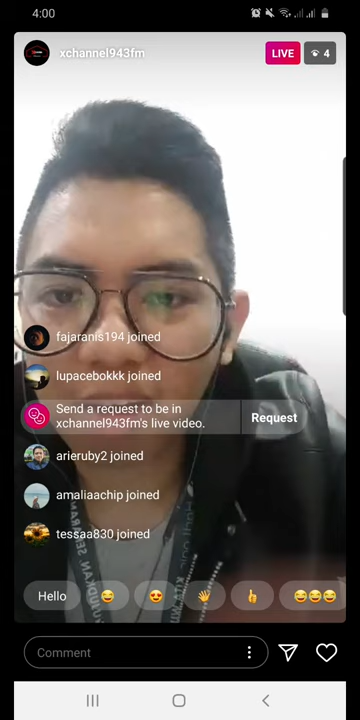 4:00
xchannel943fm
LIVE
4
fajaranis194 joined
lupacebokkk joined
Send a request to be in
xchannel943fm's live video.
Request
arieruby2 joined
amaliaachip joined
tessaa830 joined
Hello
Comment